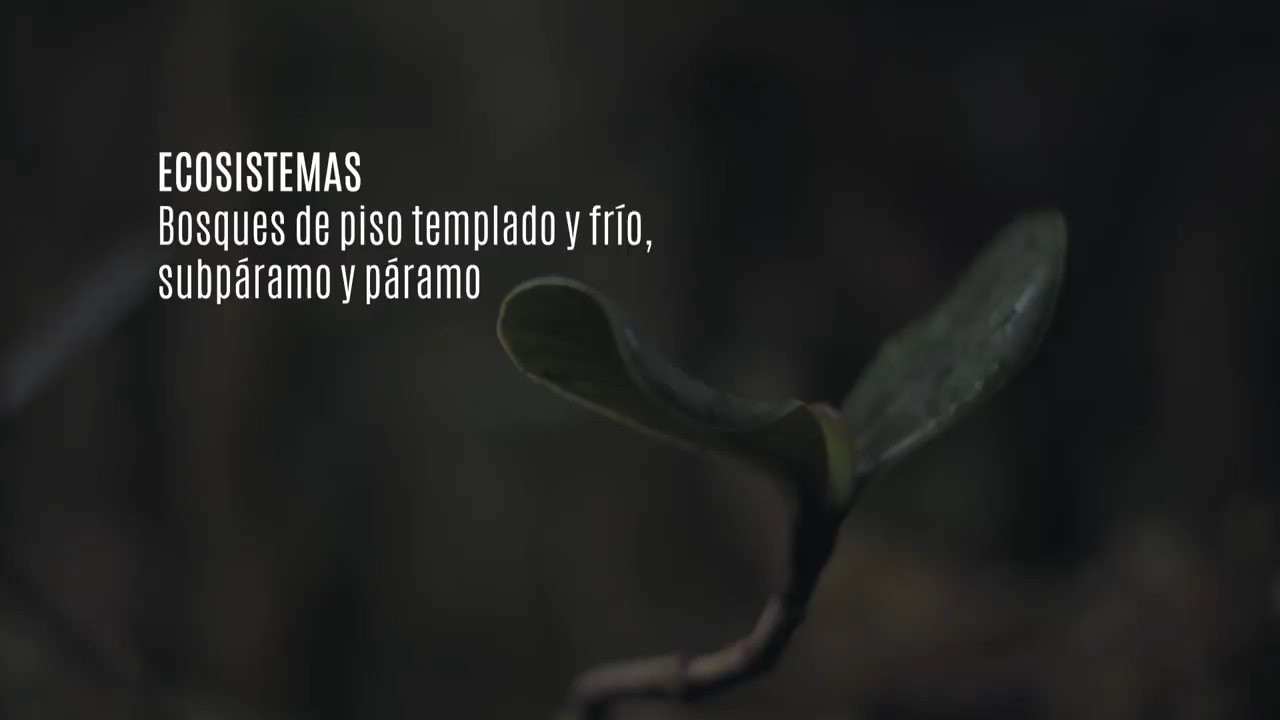 ECOSISTEMAS
Bosques de piso templado y frío,
subpáramo y páramo